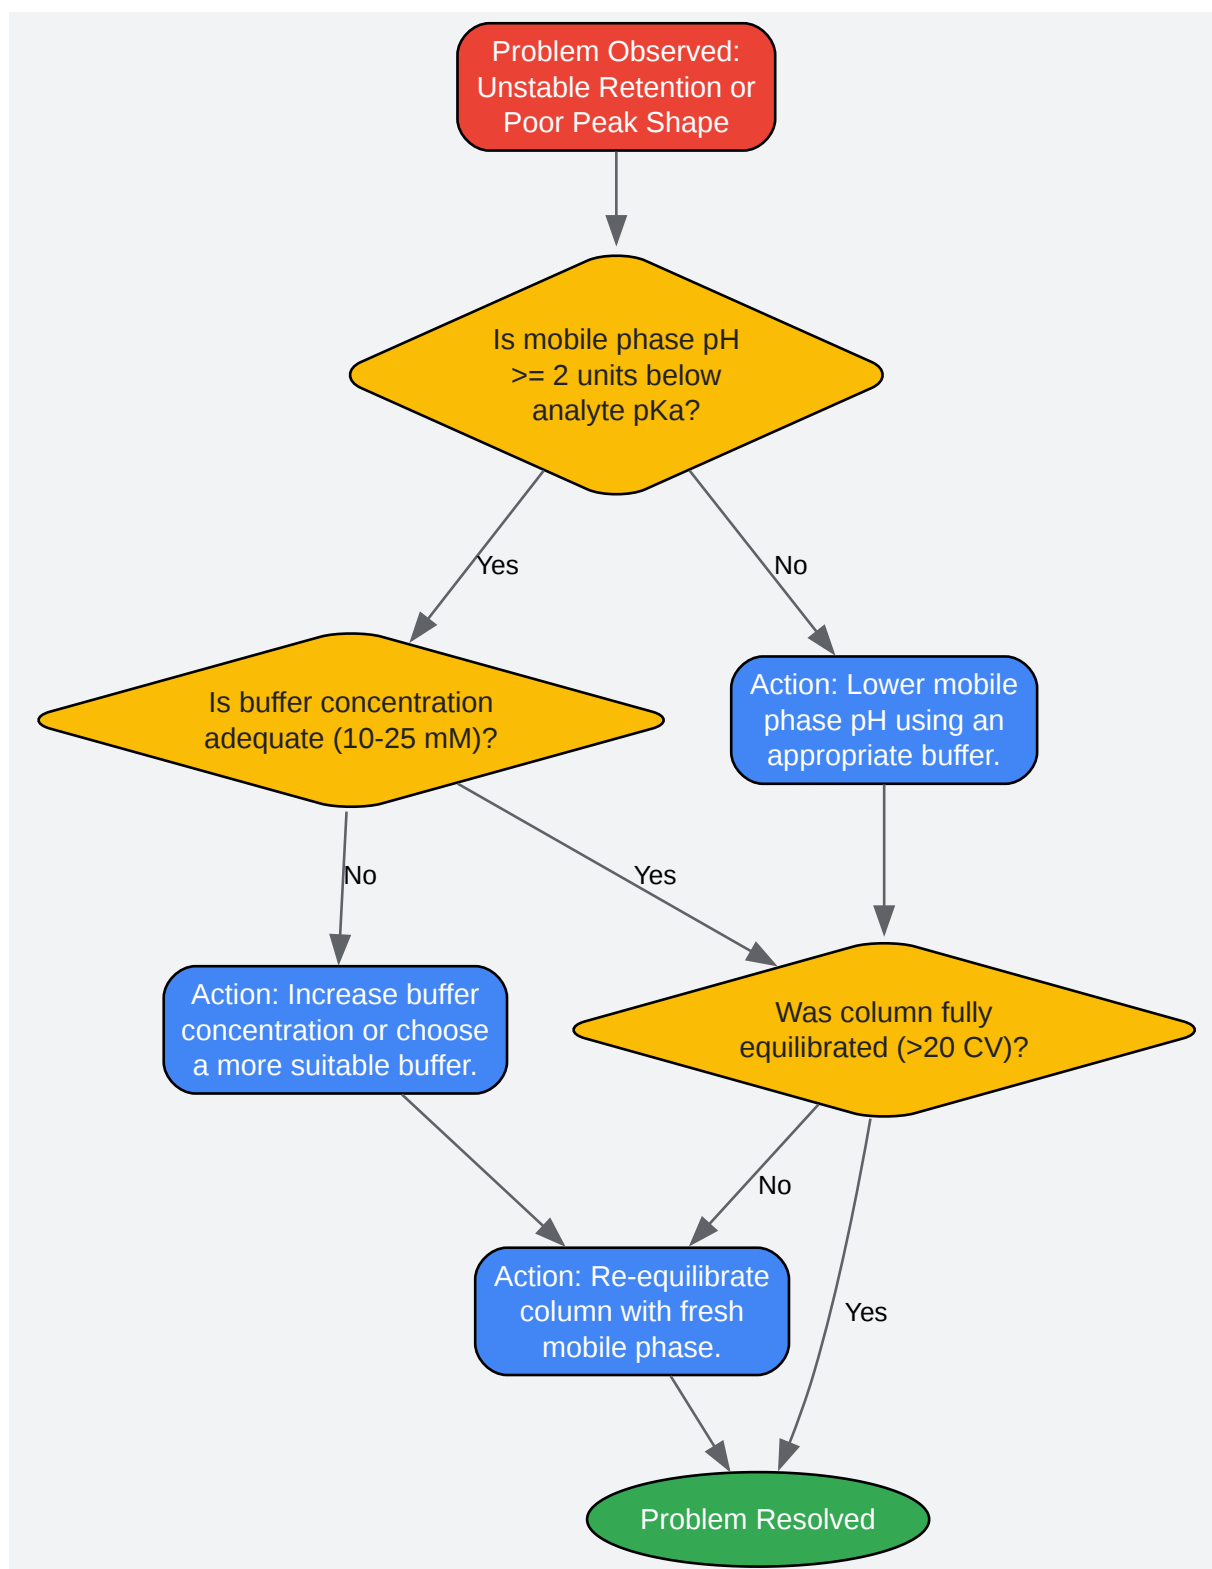 Problem Observed:
Unstable Retention or
Poor Peak Shape
Is mobile phase pH
>= 2 units below
analyte pKa?
Yes
No
Is buffer concentration
adequate (10-25 mM)?
Action: Lower mobile
phase pH using an
appropriate buffer.
No
Yes
Action: Increase buffer
concentration or choose
a more suitable buffer.
Was column fully
equilibrated (>20 CV)?
No
Action: Re-equilibrate
column with fresh
mobile phase.
Yes
Problem Resolved